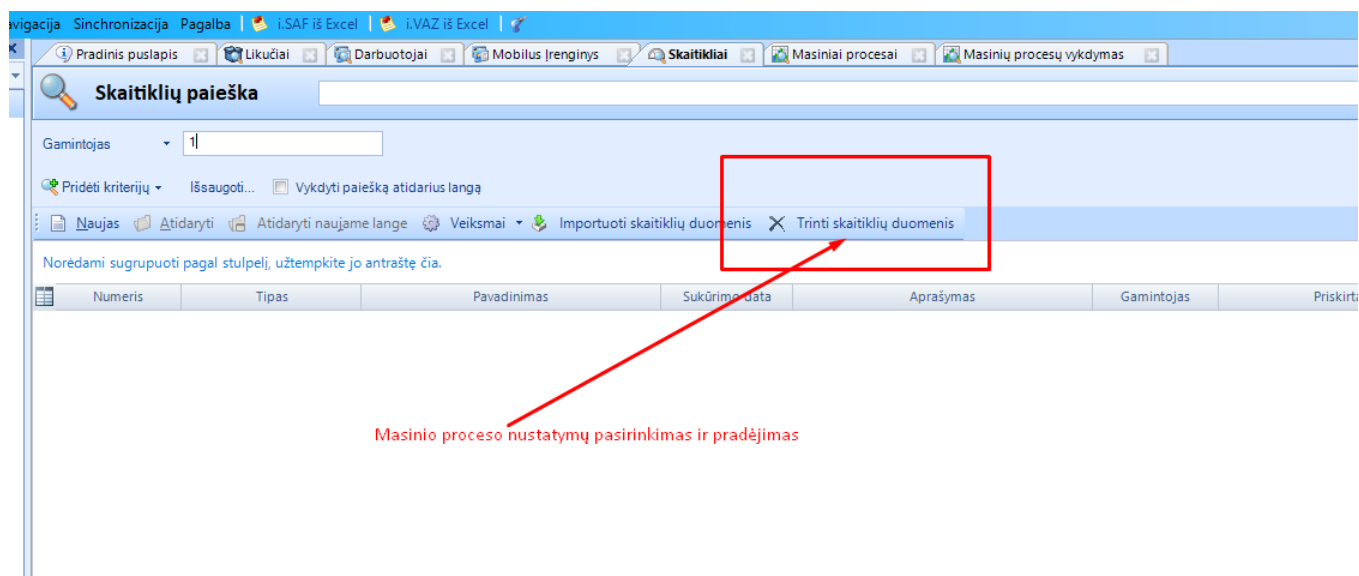 avigacija Sinchronizacija Pagalba | i.SAF iš Excel | i.VAZ iš Excel |
Pradinis puslapis Likučiai Darbuotojai Mobilus Įrenginys Skaitikliai Masiniai procesai Masinių procesų vykdymas
Skaitiklių paieška
Gamintojas 1
Pridėti kriterijų Išsaugoti... Vykdyti paiešką atidarius langą
Naujas Atidaryti Atidaryti naujame lange Veiksmai Importuoti skaitiklių duomenis Trinti skaitiklių duomenis
Norėdami sugrupuoti pagal stulpelį, užtempkite jo antraštę čia.
Numeris Tipas Pavadinimas Sukūrimo data Aprašymas Gamintojas Priskirta
Masinio proceso nustatymų pasirinkimas ir pradėjimas